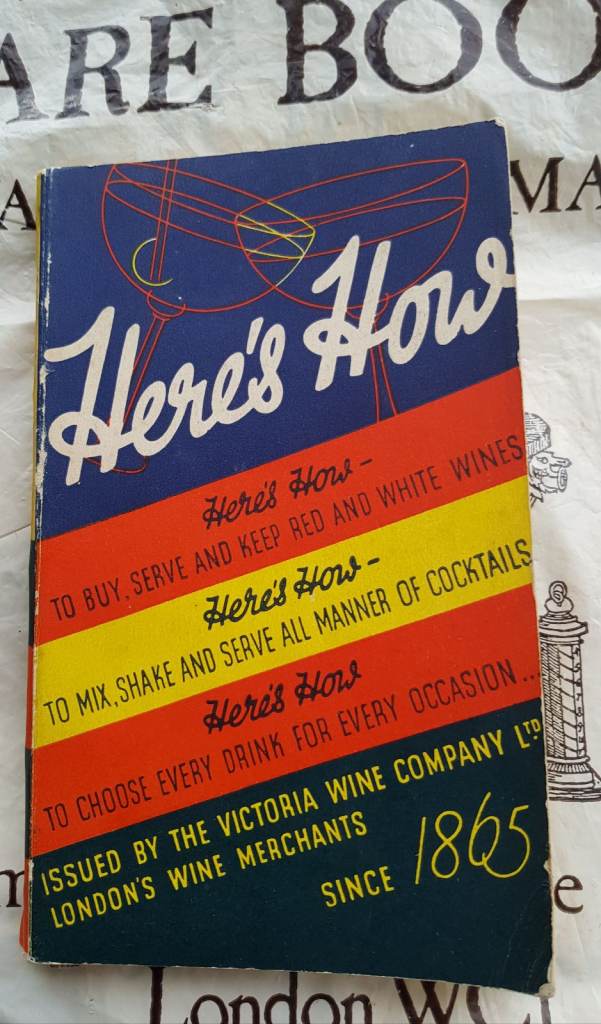 ARE BOO
A
MA
Here's How
Here's How-
TO BUY, SERVE AND KEEP RED AND WHITE WINES
Here's How-
TO MIX, SHAKE AND SERVE ALL MANNER OF COCKTAILS
Here's How
TO CHOOSE EVERY DRINK FOR EVERY OCCASION...
ISSUED BY THE VICTORIA WINE COMPANY LTD.
LONDON'S WINE MERCHANTS
SINCE 1865
m
e
London WC1